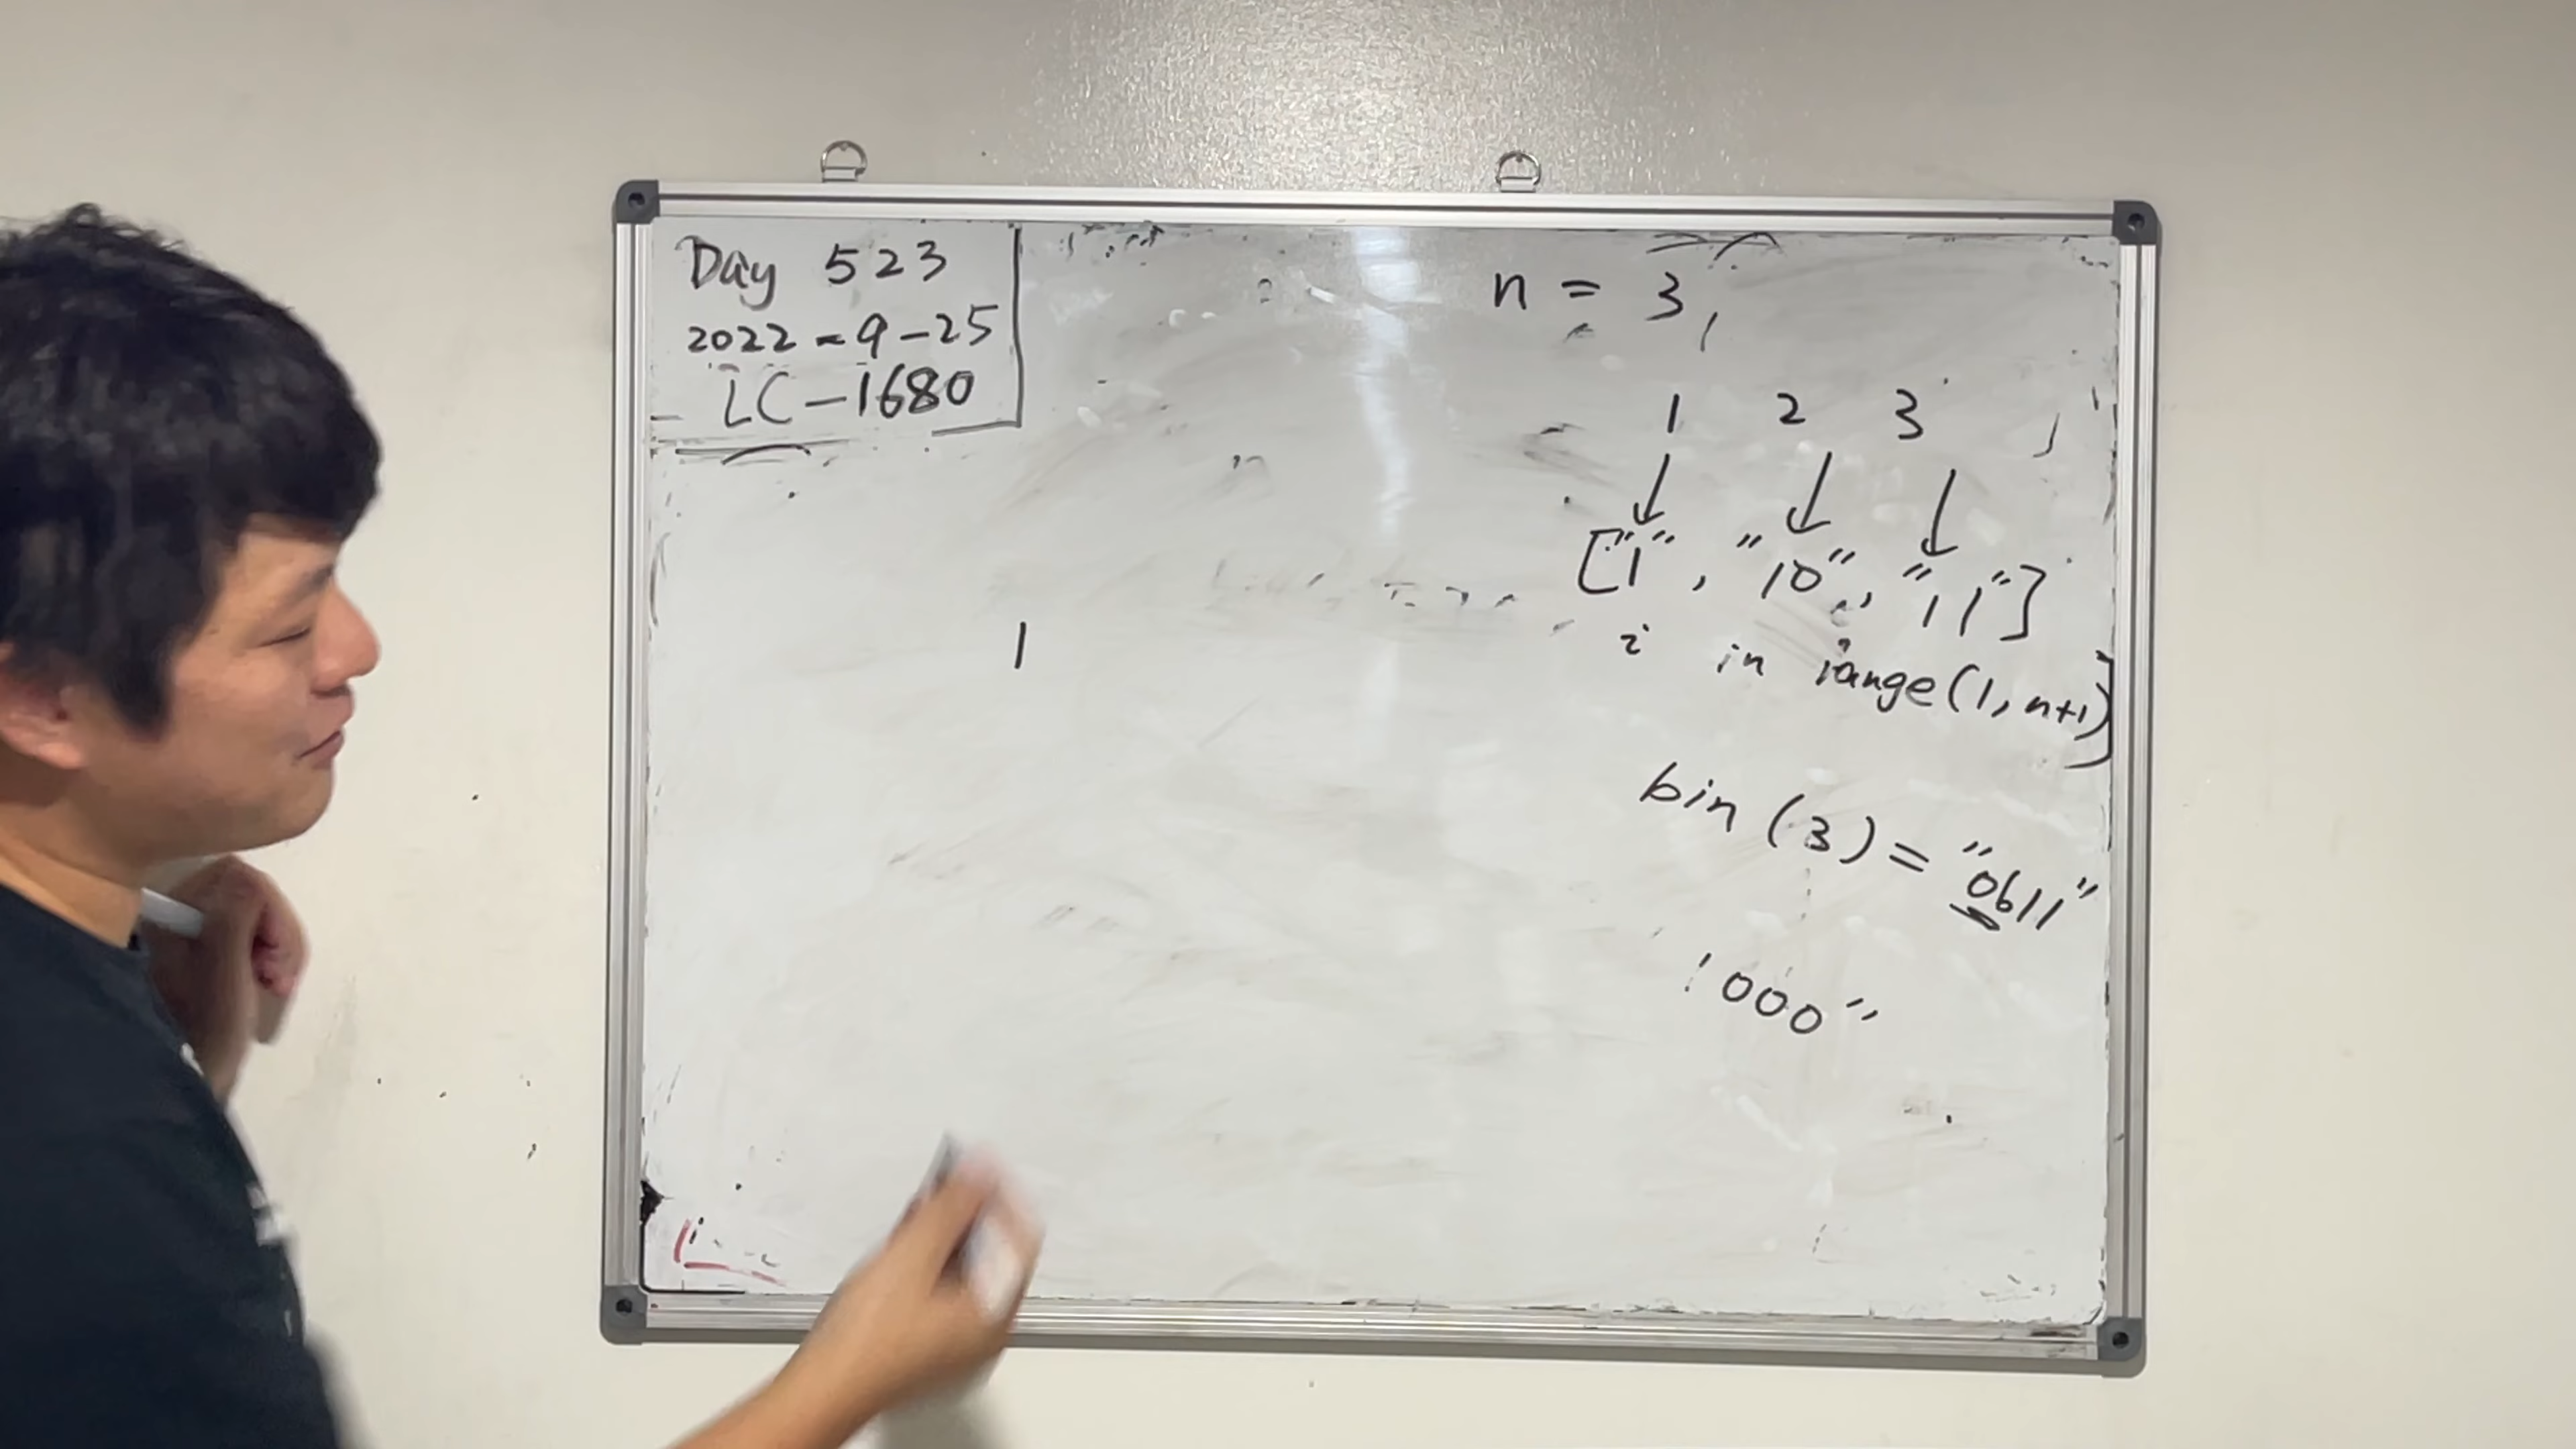 Day 523
2022-9-25
LC-1680
n = 3,
1 2 3
["1", "10", "11"]
i in range(1, n+1)
1
bin (3) = "0b11"
1000"